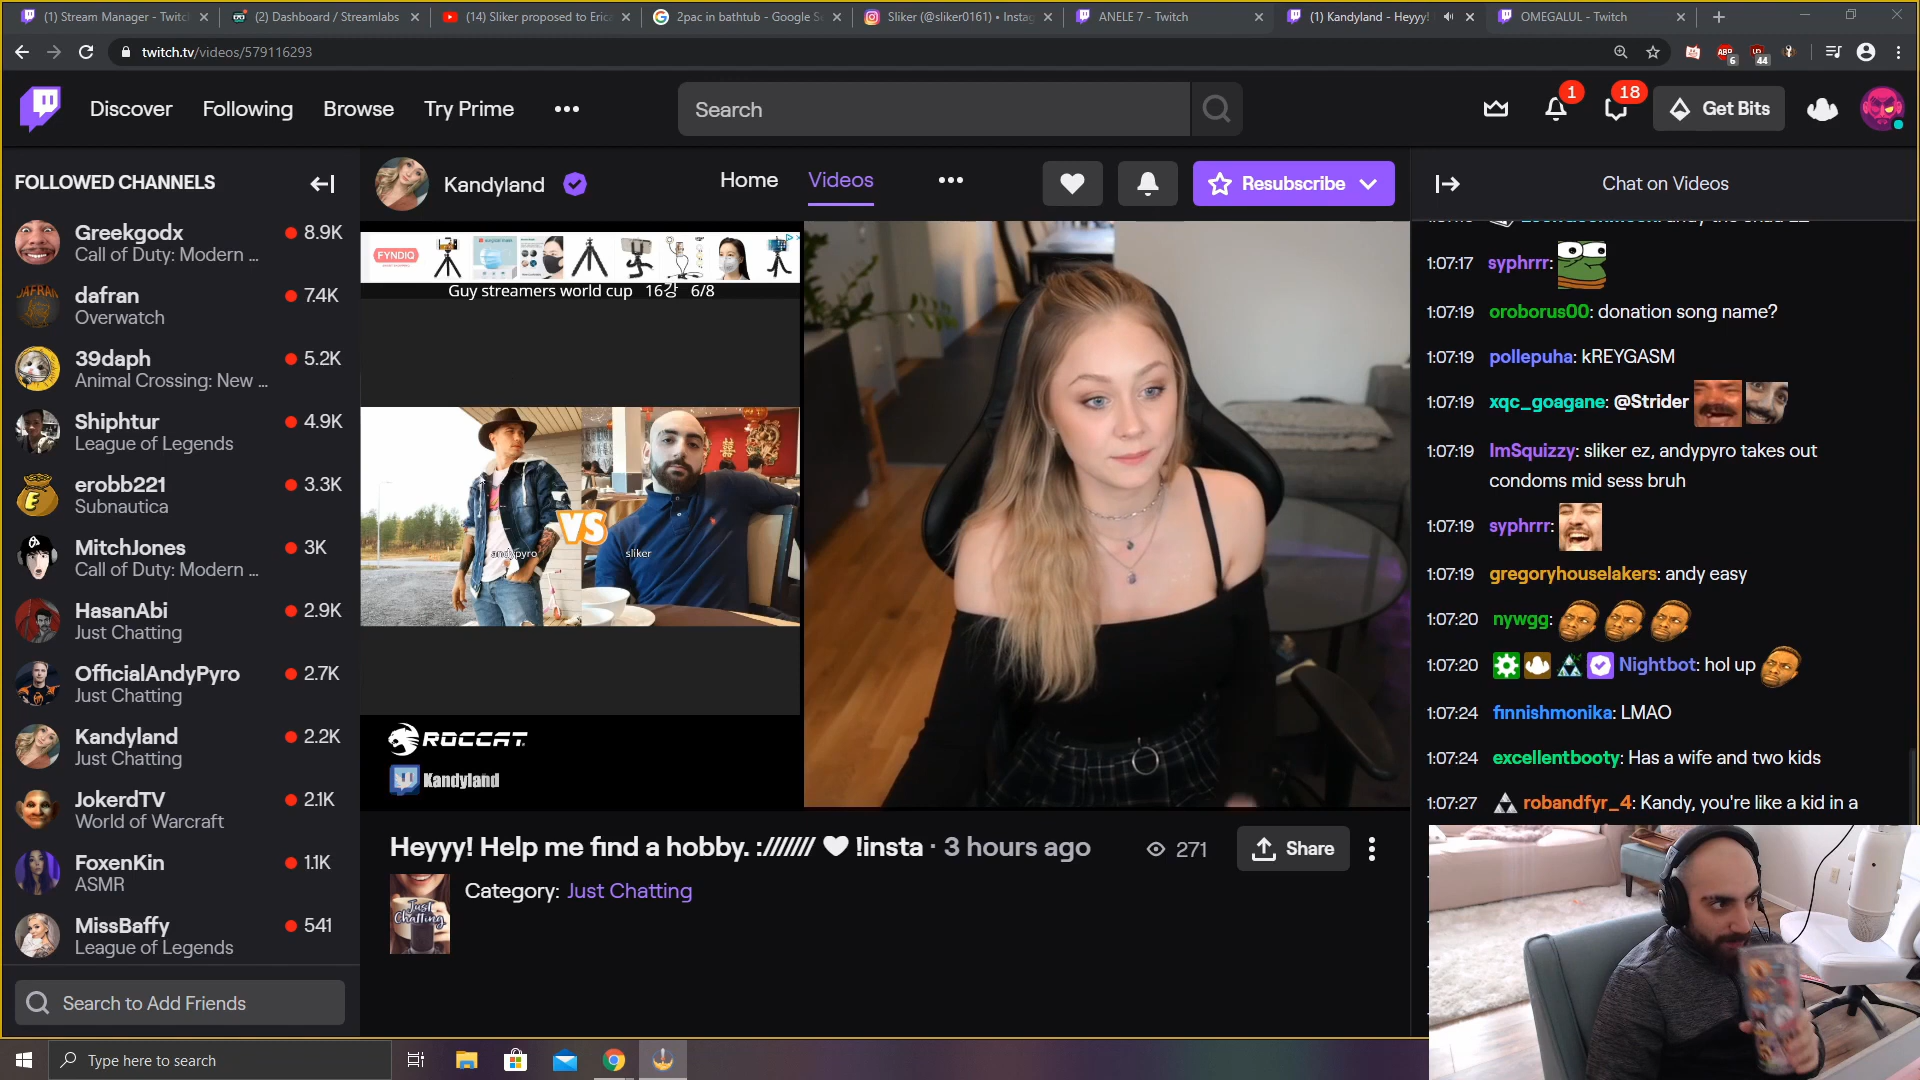 (1) Stream Manager - Twitc
(2) Dashboard / Streamlabs
(14) Sliker proposed to Erica
2pac in bathtub - Google S
Sliker (@sliker0161) • Instag
ANELE 7 - Twitch
(1) Kandyland - Heyyy!
OMEGALUL - Twitch
twitch.tv/videos/579116293
ABP
6
44
Discover
Following
Browse
Try Prime
Search
1
18
Get Bits
FOLLOWED CHANNELS
Greekgodx
8.9K
Call of Duty: Modern ...
dafran
7.4K
Overwatch
39daph
5.2K
Animal Crossing: New ...
Shiphtur
4.9K
League of Legends
erobb221
3.3K
Subnautica
MitchJones
3K
Call of Duty: Modern ...
HasanAbi
2.9K
Just Chatting
OfficialAndyPyro
2.7K
Just Chatting
Kandyland
2.2K
Just Chatting
JokerdTV
2.1K
World of Warcraft
FoxenKin
1.1K
ASMR
MissBaffy
541
League of Legends
Search to Add Friends
Kandyland
Home
Videos
Resubscribe
FYNDIQ
Guy streamers world cup 16강 6/8
andypyro
VS
sliker
ROCCAT
Kandyland
Heyyy! Help me find a hobby. ://///// !insta · 3 hours ago
271
Share
Just Chatting
Category: Just Chatting
Chat on Videos
1:07:17 syphrrr:
1:07:19 oroborus00: donation song name?
1:07:19 pollepuha: kREYGASM
1:07:19 xqc_goagane: @Strider
1:07:19 ImSquizzy: sliker ez, andypyro takes out
condoms mid sess bruh
1:07:19 syphrrr:
1:07:19 gregoryhouselakers: andy easy
1:07:20 nywgg:
1:07:20 Nightbot: hol up
1:07:24 finnishmonika: LMAO
1:07:24 excellentbooty: Has a wife and two kids
1:07:27 robandfyr_4: Kandy, you're like a kid in a
Type here to search